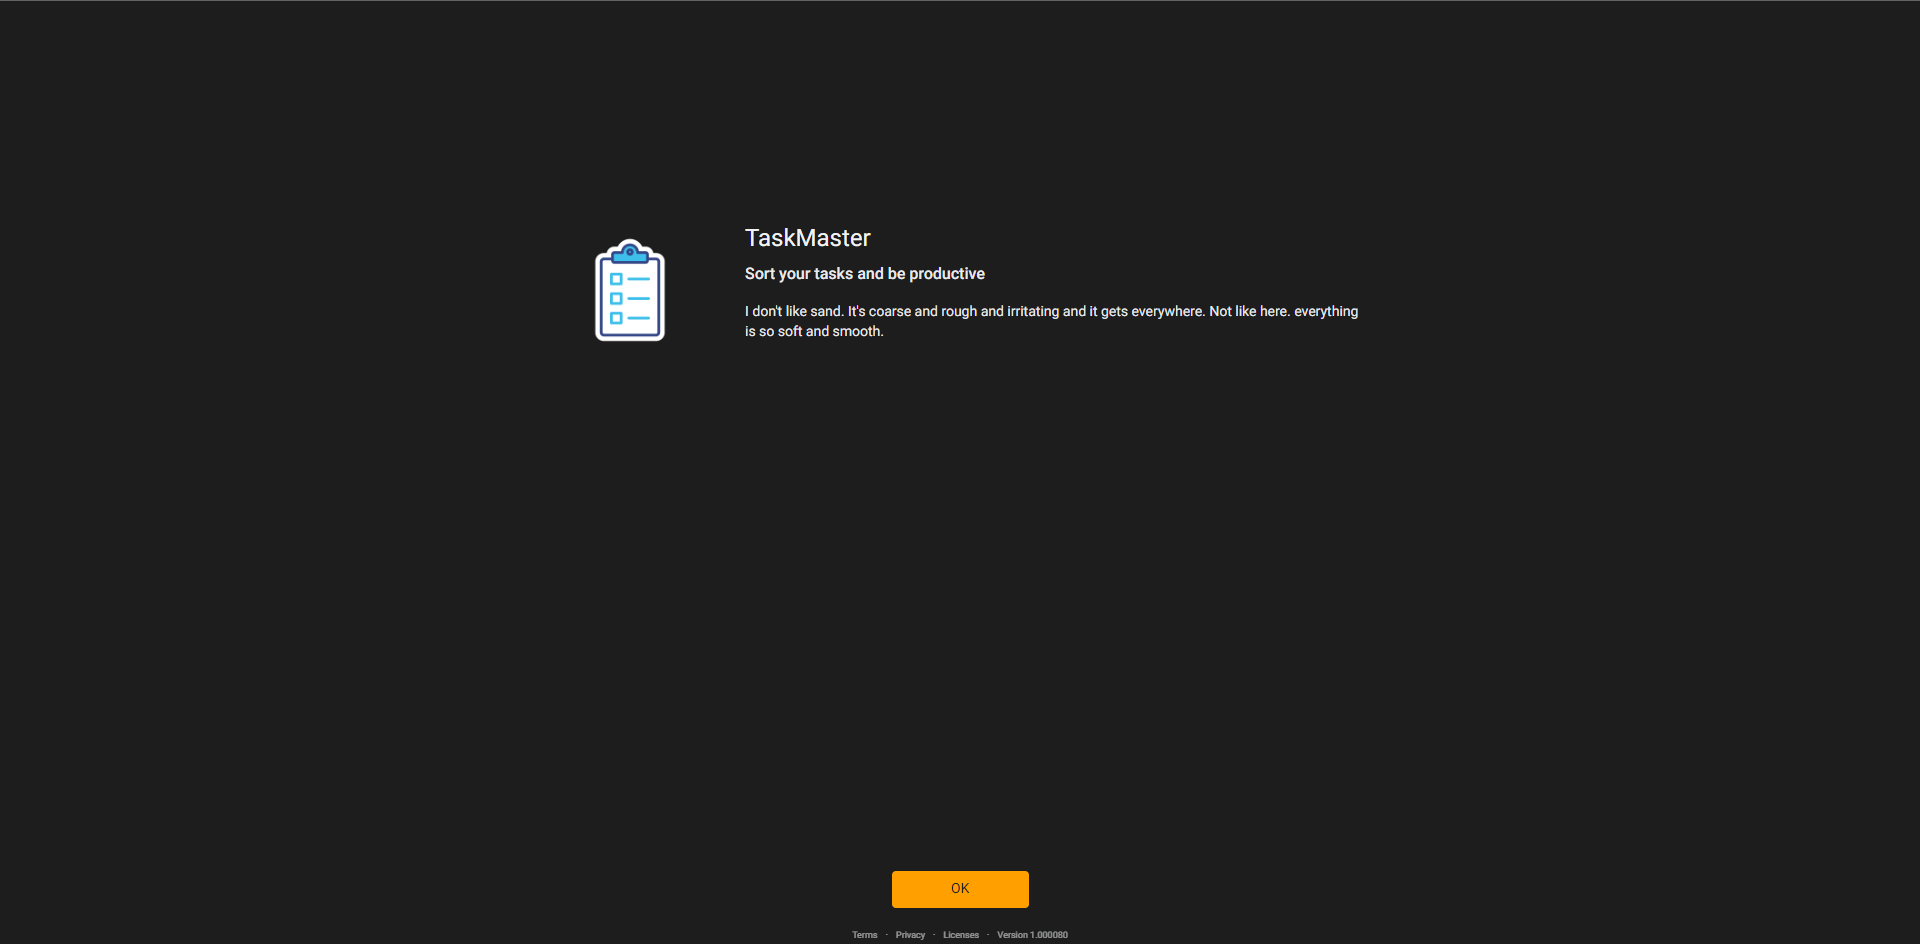 TaskMaster
Sort your tasks and be productive
I don't like sand. It's coarse and rough and irritating and it gets everywhere. Not like here. everything
is so soft and smooth.
OK
Terms · Privacy · Licenses · Version 1.000080